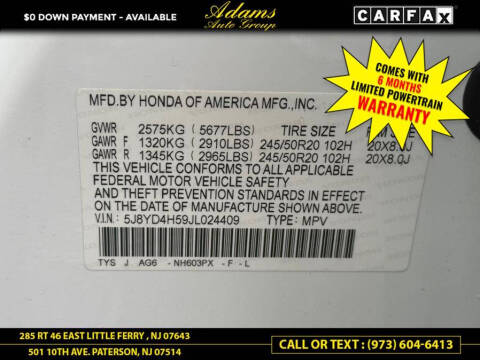 $0 DOWN PAYMENT - AVAILABLE
Adams
Auto Group
CARFAX
COMES WITH
6 MONTHS
LIMITED POWERTRAIN
WARRANTY
MFD.BY HONDA OF AMERICA MFG.,INC.
GVWR 2575KG ( 5677LBS) TIRE SIZE RIM SIZE
GAWR F 1320KG ( 2910LBS) 245/50R20 102H 20X8.0J
GAWR R 1345KG ( 2965LBS) 245/50R20 102H 20X8.0J
THIS VEHICLE CONFORMS TO ALL APPLICABLE
FEDERAL MOTOR VEHICLE SAFETY
AND THEFT PREVENTION STANDARDS IN EFFECT
ON THE DATE OF MANUFACTURE SHOWN ABOVE.
V.I.N: 5J8YD4H59JL024409 TYPE: MPV
TYS J AG6 -NH603PX -F -L
285 RT 46 EAST LITTLE FERRY , NJ 07643
501 10TH AVE. PATERSON, NJ 07514
CALL OR TEXT : (973) 604-6413